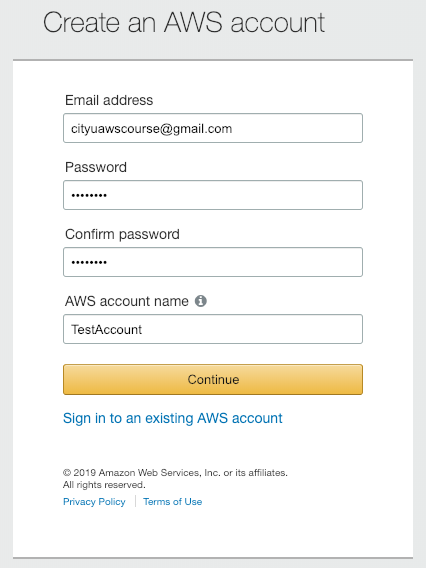 Create an AWS account
Email address
cityuawscourse@gmail.com
Password
••••••••
Confirm password
••••••••
AWS account name
TestAccount
Continue
Sign in to an existing AWS account
© 2019 Amazon Web Services, Inc. or its affiliates.
All rights reserved.
Privacy Policy | Terms of Use